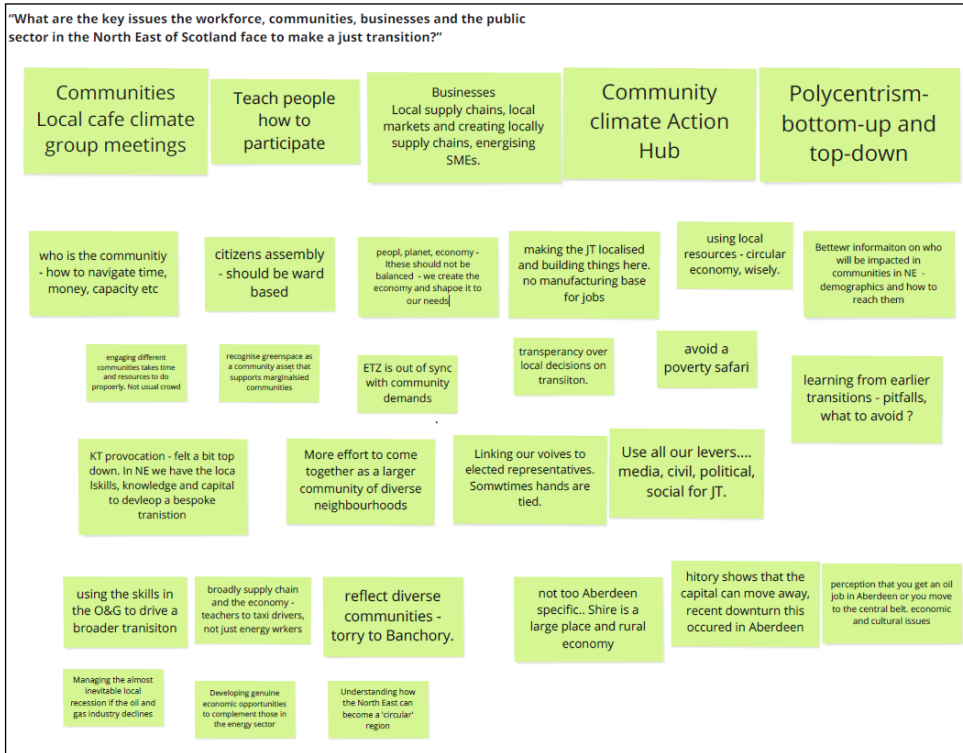 "What are the key issues the workforce, communities, businesses and the public
sector in the North East of Scotland face to make a just transition?"
Communities
Local cafe climate
group meetings
Teach people
how to
participate
Businesses
Local supply chains, local
markets and creating locally
supply chains, energising
SMEs.
Community
climate Action
Hub
Polycentrism-
bottom-up and
top-down
who is the communitiy
- how to navigate time,
money, capacity etc
citizens assembly
- should be ward
based
peopl, planet, economy -
lthese should not be
balanced - we create the
economy and shapoe it to
our needs
making the JT localised
and building things here.
no manufacturing base
for jobs
using local
resources - circular
economy, wisely.
Bettewr informaiton on who
will be impacted in
communities in NE -
demographics and how to
reach them
engaging different
communities takes time
and resources to do
propoerly. Not usual crowd
recognise greenspace as
a community asset that
supports marginalsied
communities
ETZ is out of sync
with community
demands
transperancy over
local decisions on
transiiton.
avoid a
poverty safari
learning from earlier
transitions - pitfalls,
what to avoid ?
KT provocation - felt a bit top
down. In NE we have the loca
lskills, knowledge and capital
to devleop a bespoke
tranistion
More effort to come
together as a larger
community of diverse
neighbourhoods
Linking our voives to
elected representatives.
Somwtimes hands are
tied.
Use all our levers....
media, civil, political,
social for JT.
using the skills in
the O&G to drive a
broader tranisiton
broadly supply chain
and the economy -
teachers to taxi drivers,
not just energy wrkers
reflect diverse
communities -
torry to Banchory.
not too Aberdeen
specific.. Shire is a
large place and rural
economy
hitory shows that the
capital can move away,
recent downturn this
occured in Aberdeen
perception that you get an oil
job in Aberdeen or you move
to the central belt. economic
and cultural issues
Managing the almost
inevitable local
recession if the oil and
gas industry declines
Developing genuine
economic opportunities
to complement those in
the energy sector
Understanding how
the North East can
become a 'circular'
region